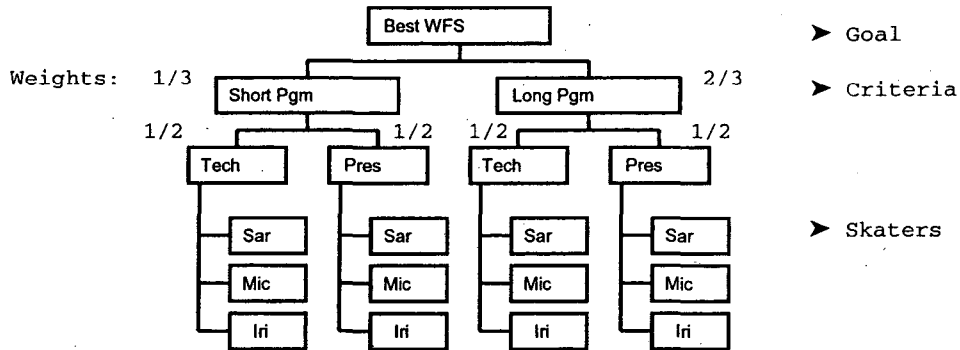 Best WFS
➤ Goal
Weights: 1/3 2/3
Short Pgm Long Pgm
➤ Criteria
1/2 1/2 1/2 1/2
Tech Pres Tech Pres
Sar Sar Sar Sar
➤ Skaters
Mic Mic Mic Mic
Iri Iri Iri Iri